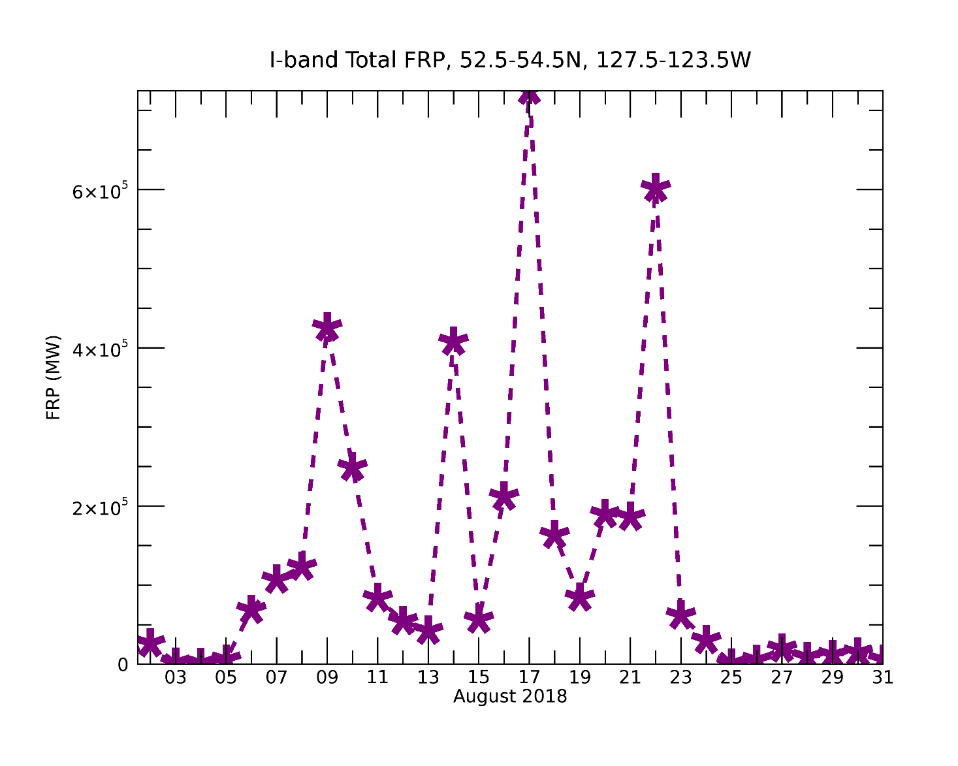 I-band Total FRP, 52.5-54.5N, 127.5-123.5W
6×10⁵
4×10⁵
2×10⁵
0
FRP (MW)
03 05 07 09 11 13 15 17 19 21 23 25 27 29 31
August 2018